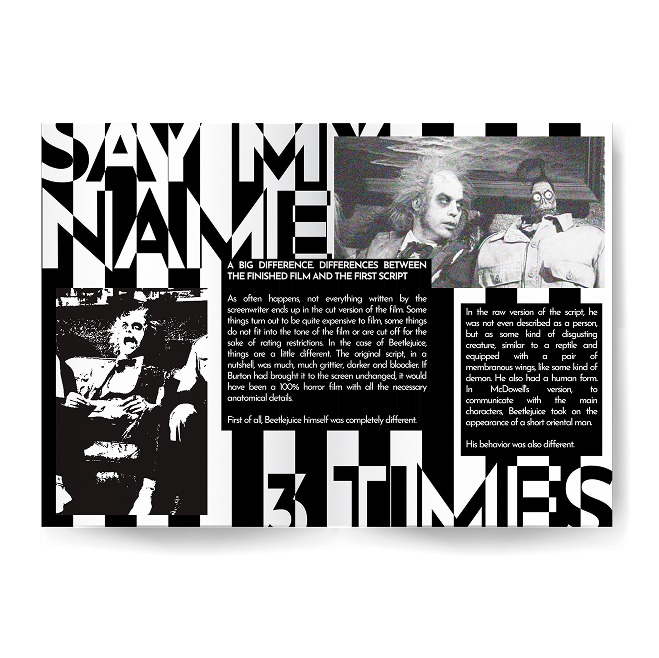 SAY MY
NAME
A BIG DIFFERENCE. DIFFERENCES BETWEEN
THE FINISHED FILM AND THE FIRST SCRIPT
As often happens, not everything written by the
screenwriter ends up in the cut version of the film. Some
things turn out to be quite expensive to film, some things
do not fit into the tone of the film or are cut off for the
sake of rating restrictions. In the case of Beetlejuice,
things are a little different. The original script, in a
nutshell, was much, much grittier, darker and bloodier. If
Burton had brought it to the screen unchanged, it would
have been a 100% horror film with all the necessary
anatomical details.
First of all, Beetlejuice himself was completely different.
In the raw version of the script, he
was not even described as a person,
but as some kind of disgusting
creature, similar to a reptile and
equipped with a pair of
membranous wings, like some kind of
demon. He also had a human form.
In McDowell's version, to
communicate with the main
characters, Beetlejuice took on the
appearance of a short oriental man.
His behavior was also different.
3 TIMES